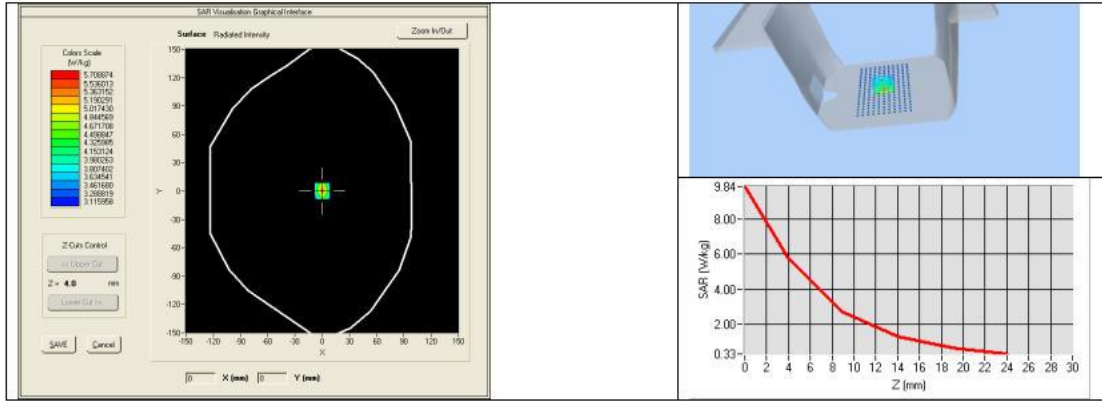 SAR Visualisation Graphical Interface
Surface Radiated Intensity
Zoom In/Out
Colors Scale
(W/kg)
5.708874
5.536013
5.363152
5.190291
5.017430
4.844569
4.671708
4.498847
4.325985
4.153124
3.980263
3.807402
3.634541
3.461680
3.288819
3.115958
Z-Cuts Control
<< Upper Cut
Z = 4.0 mm
Lower Cut >>
SAVE Cancel
150-
120-
90-
60-
30-
0-
-30-
-60-
-90-
-120-
-150-
Y
-150 -120 -90 -60 -30 0 30 60 90 120 150
X
0 X (mm) 0 Y (mm)
9.84-
8.00-
6.00-
4.00-
2.00-
0.33-
SAR (W/kg)
0 2 4 6 8 10 12 14 16 18 20 22 24 26 28 30
Z (mm)